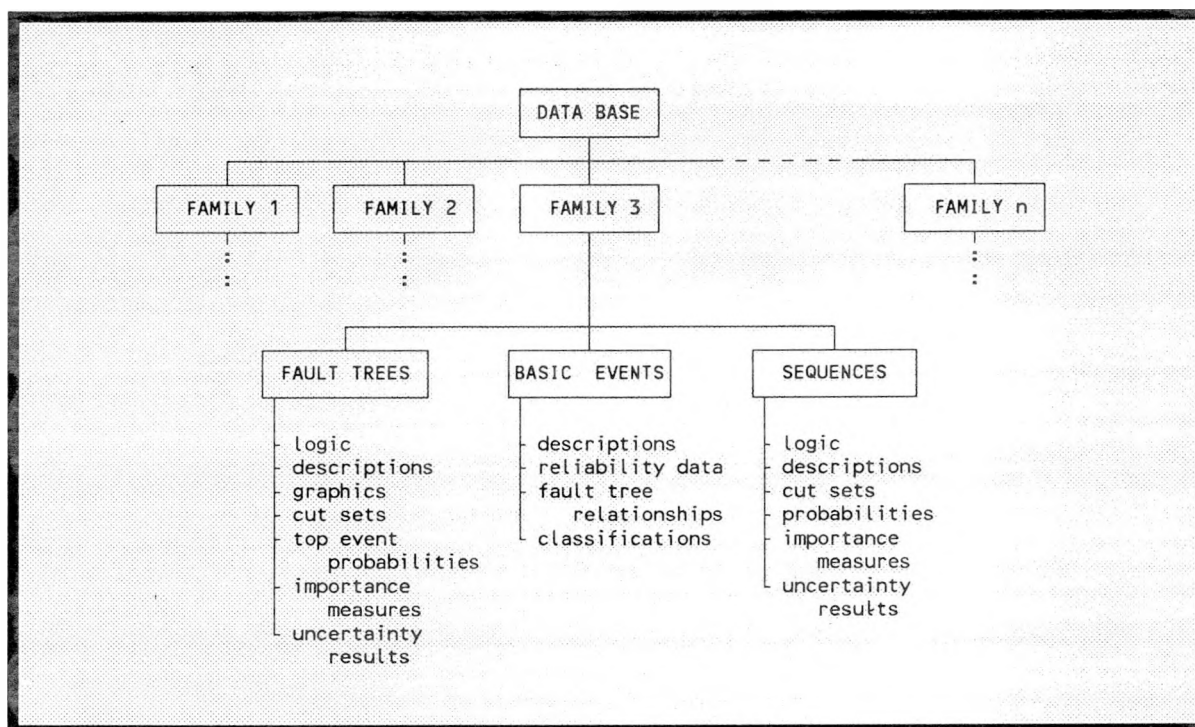 DATA BASE
FAMILY 1
FAMILY 2
FAMILY 3
FAMILY n
FAULT TREES
logic
descriptions
graphics
cut sets
top event
probabilities
importance
measures
uncertainty
results
BASIC EVENTS
descriptions
reliability data
fault tree
relationships
classifications
SEQUENCES
logic
descriptions
cut sets
probabilities
importance
measures
uncertainty
results